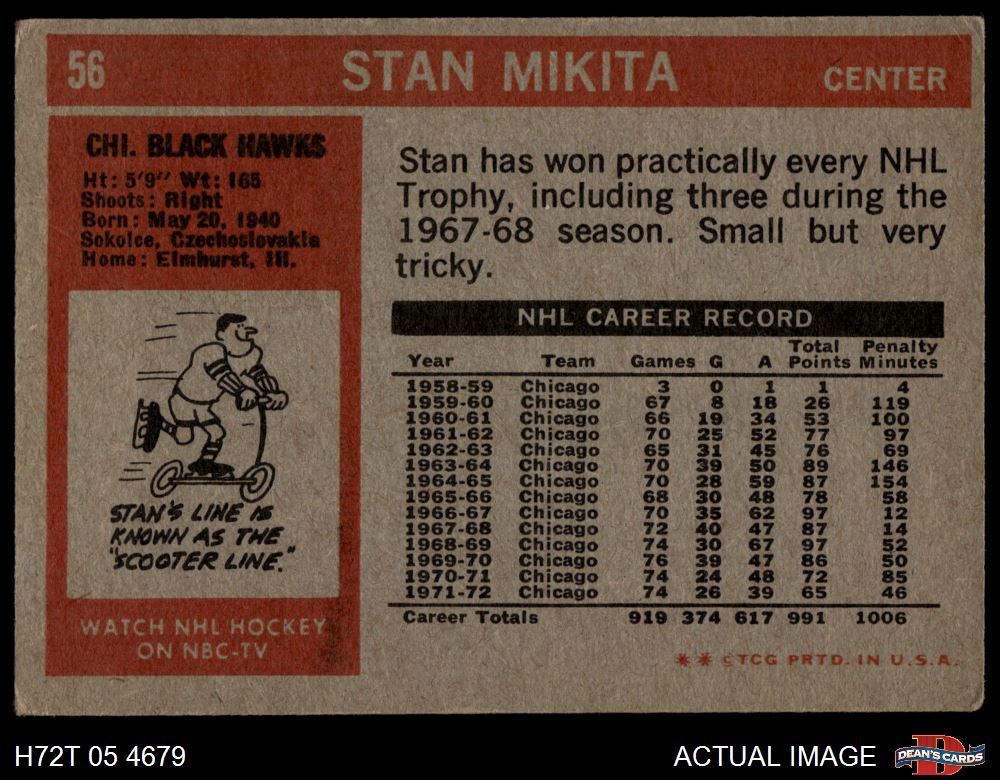 56 STAN MIKITA CENTER
CHI. BLACK HAWKS
Ht: 5'9" Wt: 165
Shoots: Right
Born: May 20, 1940
Sokolce, Czechoslovakia
Home: Elmhurst, Ill.
STAN'S LINE IS
KNOWN AS THE
"SCOOTER LINE."
WATCH NHL HOCKEY
ON NBC-TV
Stan has won practically every NHL
Trophy, including three during the
1967-68 season. Small but very
tricky.
NHL CAREER RECORD
Total Penalty
Year Team Games G A Points Minutes
1958-59 Chicago 3 0 1 1 4
1959-60 Chicago 67 8 18 26 119
1960-61 Chicago 66 19 34 53 100
1961-62 Chicago 70 25 52 77 97
1962-63 Chicago 65 31 45 76 69
1963-64 Chicago 70 39 50 89 146
1964-65 Chicago 70 28 59 87 154
1965-66 Chicago 68 30 48 78 58
1966-67 Chicago 70 35 62 97 12
1967-68 Chicago 72 40 47 87 14
1968-69 Chicago 74 30 67 97 52
1969-70 Chicago 76 39 47 86 50
1970-71 Chicago 74 24 48 72 85
1971-72 Chicago 74 26 39 65 46
Career Totals 919 374 617 991 1006
** ©TCG PRTD. IN U.S.A.
H72T 05 4679 ACTUAL IMAGE DEAN'S CARDS